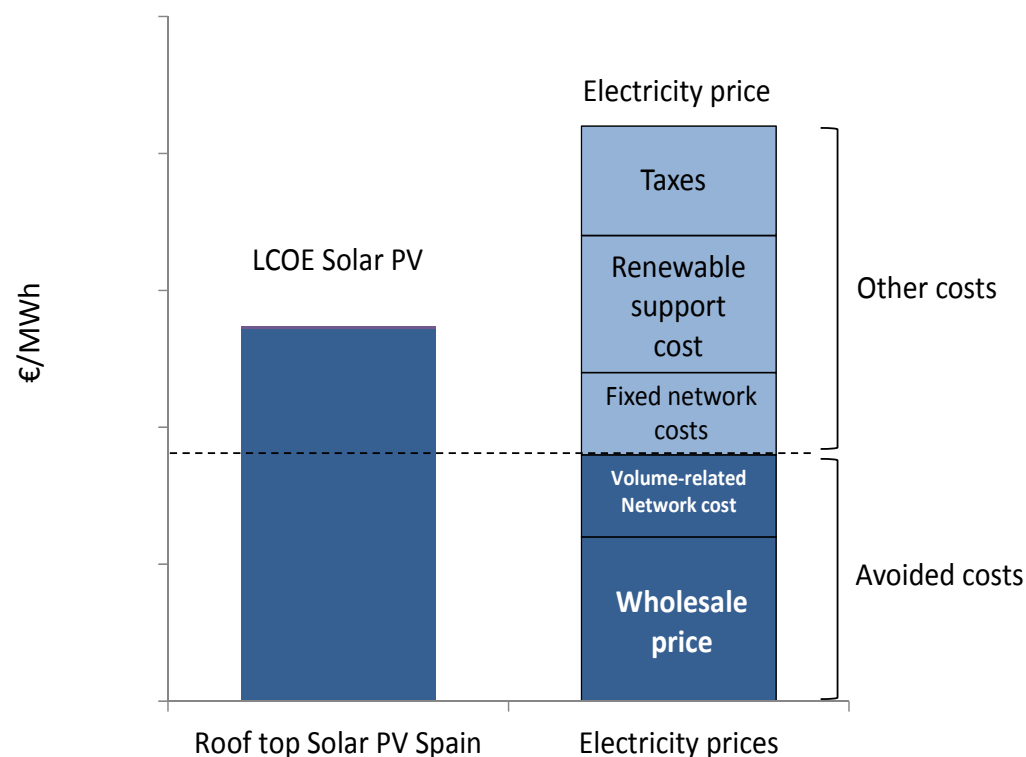 Electricity price
Taxes
LCOE Solar PV
Renewable
support
cost
Other costs
€/MWh
Fixed network
costs
Volume-related
Network cost
Avoided costs
Wholesale
price
Roof top Solar PV Spain
Electricity prices